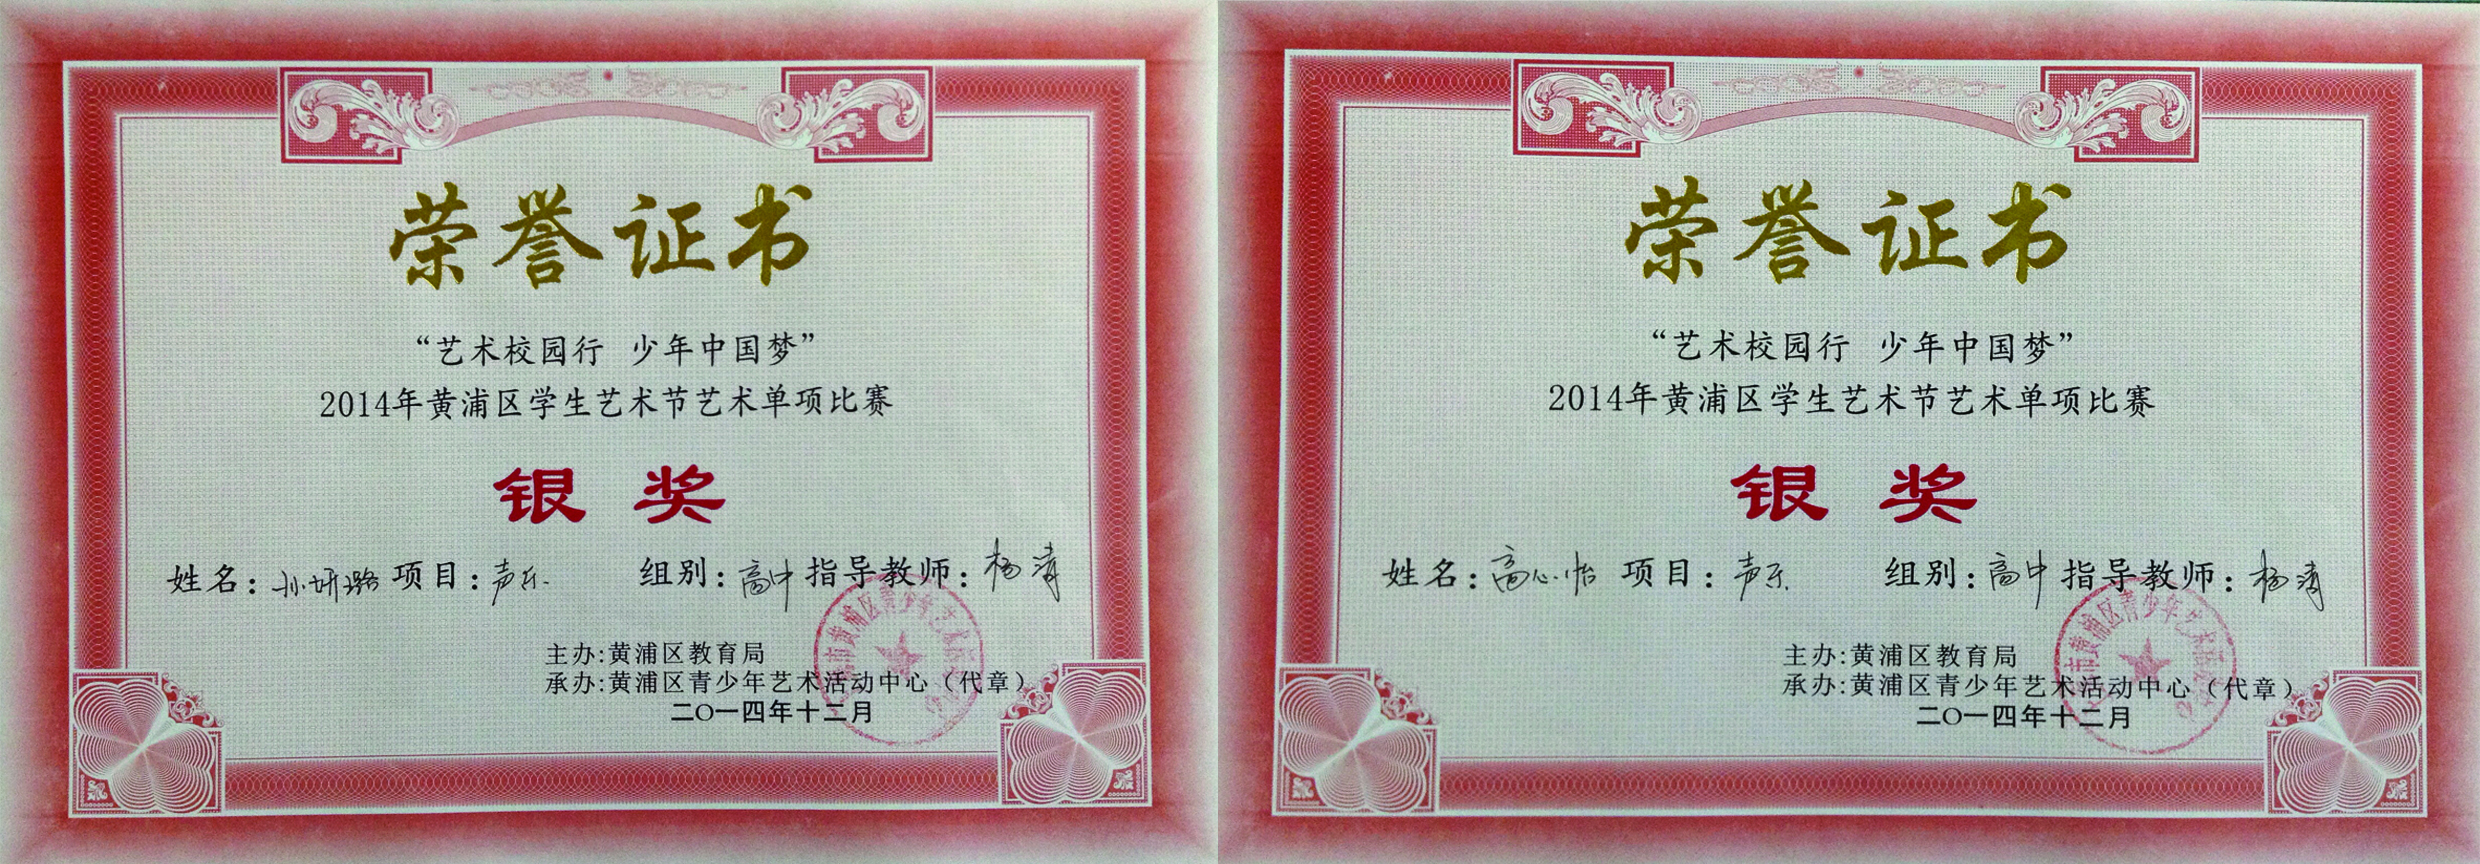 荣誉证书
“艺术校园行 少年中国梦”
2014年黄浦区学生艺术节艺术单项比赛
银奖
姓名：孙妍璐 项目：声乐 组别：高中 指导教师：杨清
主办：黄浦区教育局
承办：黄浦区青少年艺术活动中心（代章）
二〇一四年十二月
荣誉证书
“艺术校园行 少年中国梦”
2014年黄浦区学生艺术节艺术单项比赛
银奖
姓名：高心怡 项目：声乐 组别：高中 指导教师：杨清
主办：黄浦区教育局
承办：黄浦区青少年艺术活动中心（代章）
二〇一四年十二月